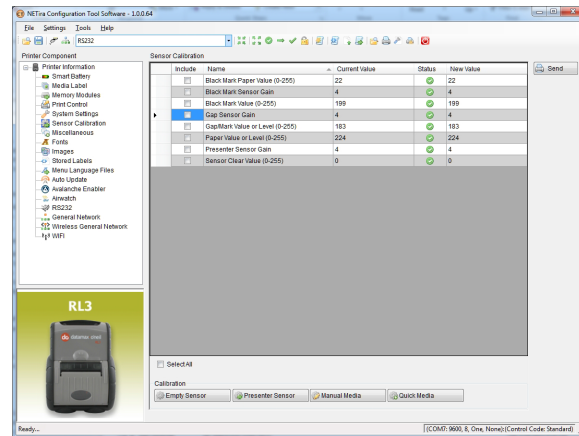 NETira Configuration Tool Software - 1.0.0.64
File Settings Tools Help
RS232
Printer Component
Printer Information
Smart Battery
Media Label
Memory Modules
Print Control
System Settings
Sensor Calibration
Miscellaneous
Fonts
Images
Stored Labels
Menu Language Files
Auto Update
Avalanche Enabler
Airwatch
RS232
General Network
Wireless General Network
WiFi
Sensor Calibration
Include Name Current Value Status New Value
Black Mark Paper Value (0-255) 22 22
Black Mark Sensor Gain 4 4
Black Mark Value (0-255) 199 199
Gap Sensor Gain 4 4
Gap/Mark Value or Level (0-255) 183 183
Paper Value or Level (0-255) 224 224
Presenter Sensor Gain 4 4
Sensor Clear Value (0-255) 0 0
Send
RL3
datamax oneil
Select All
Calibration
Empty Sensor Presenter Sensor Manual Media Quick Media
Ready...
(COM7: 9600, 8, One, None):(Control Code: Standard)